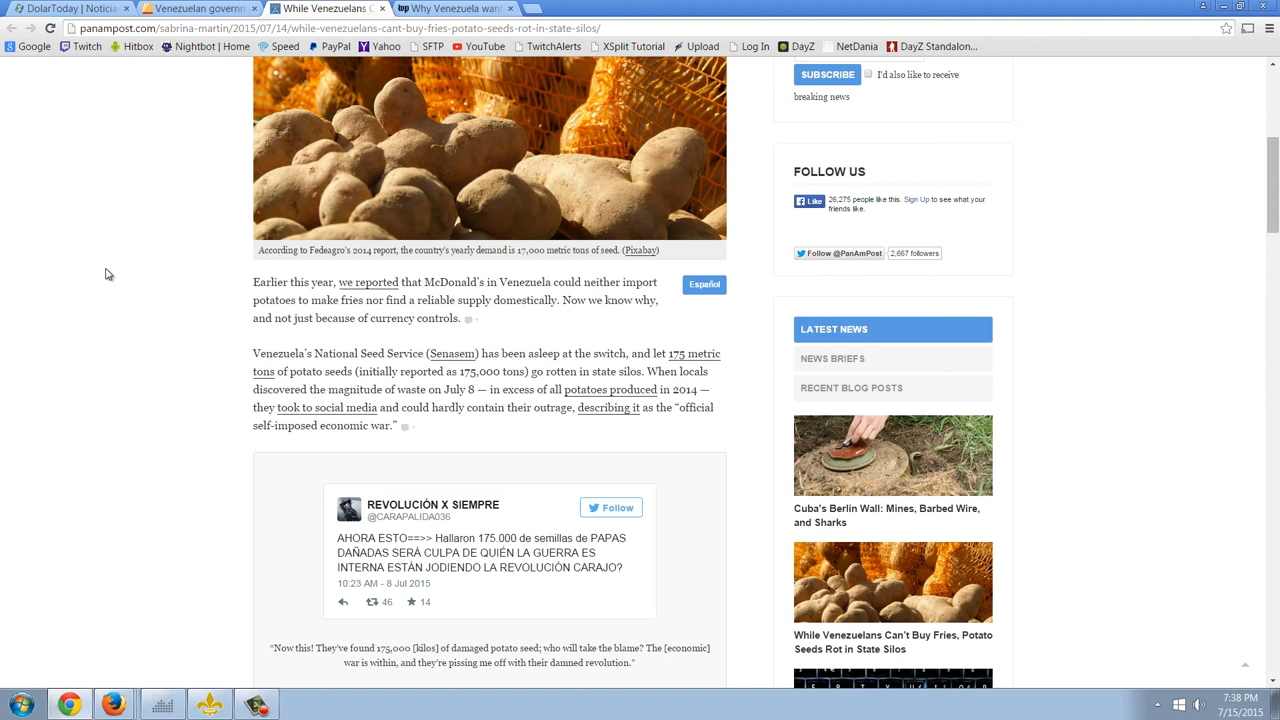 DolarToday | Noticia
Venezuelan governm
While Venezuelans C
Why Venezuela want
panampost.com/sabrina-martin/2015/07/14/while-venezuelans-cant-buy-fries-potato-seeds-rot-in-state-silos/
Google Twitch Hitbox Nightbot | Home Speed PayPal Yahoo SFTP YouTube TwitchAlerts XSplit Tutorial Upload Log In DayZ NetDania DayZ Standalon...
According to Fedeagro's 2014 report, the country's yearly demand is 17,000 metric tons of seed. (Pixabay)
Earlier this year, we reported that McDonald's in Venezuela could neither import
potatoes to make fries nor find a reliable supply domestically. Now we know why,
and not just because of currency controls.
Español
Venezuela's National Seed Service (Senasem) has been asleep at the switch, and let 175 metric
tons of potato seeds (initially reported as 175,000 tons) go rotten in state silos. When locals
discovered the magnitude of waste on July 8 — in excess of all potatoes produced in 2014 —
they took to social media and could hardly contain their outrage, describing it as the “official
self-imposed economic war.”
REVOLUCIÓN X SIEMPRE
@CARAPALIDA036
Follow
AHORA ESTO==>> Hallaron 175.000 de semillas de PAPAS
DAÑADAS SERÁ CULPA DE QUIÉN LA GUERRA ES
INTERNA ESTÁN JODIENDO LA REVOLUCIÓN CARAJO?
10:23 AM - 8 Jul 2015
46 14
“Now this! They've found 175,000 [kilos] of damaged potato seed; who will take the blame? The [economic]
war is within, and they're pissing me off with their damned revolution.”
SUBSCRIBE I'd also like to receive
breaking news
FOLLOW US
Like 26,275 people like this. Sign Up to see what your
friends like.
Follow @PanAmPost 2,667 followers
LATEST NEWS
NEWS BRIEFS
RECENT BLOG POSTS
Cuba's Berlin Wall: Mines, Barbed Wire,
and Sharks
While Venezuelans Can't Buy Fries, Potato
Seeds Rot in State Silos
7:38 PM
7/15/2015